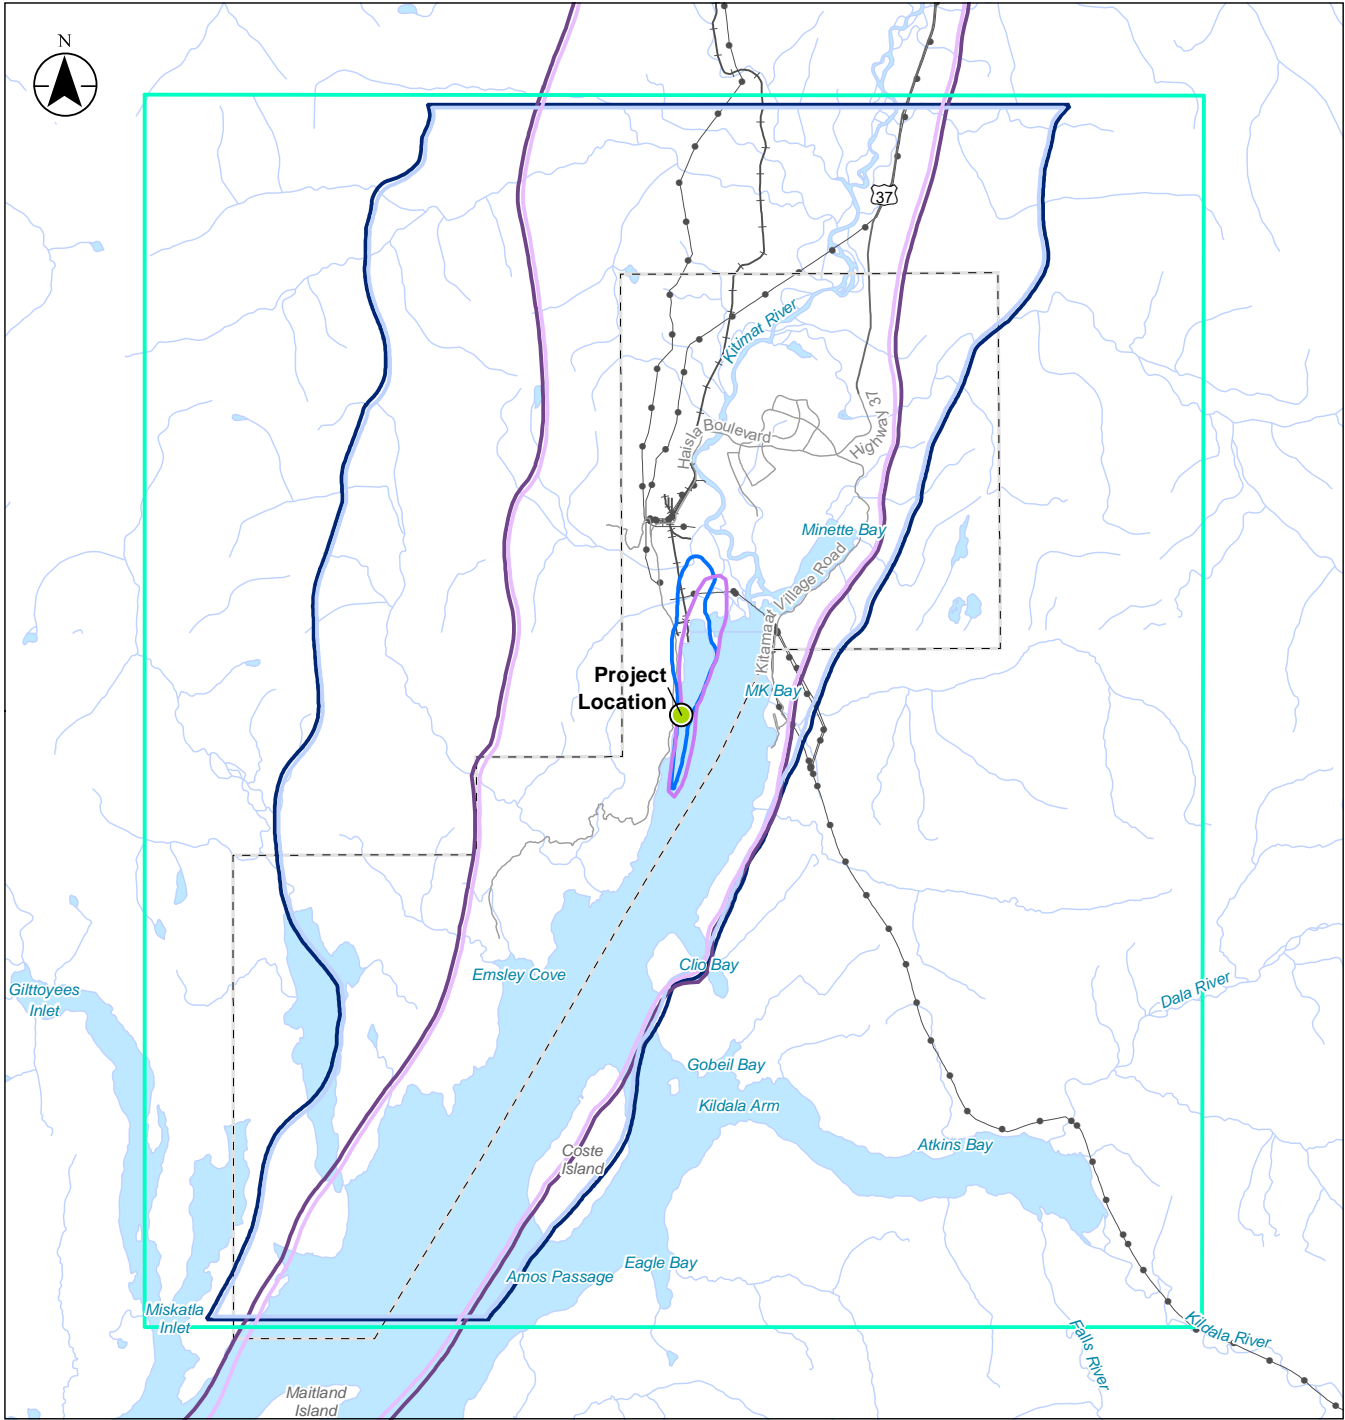 N
37
Kitimat River
Haisla Boulevard
Highway 37
Minette Bay
Kitamaat Village Road
Project
Location
MK Bay
Emsley Cove
Clio Bay
Gilttoyees
Inlet
Dala River
Gobeil Bay
Kildala Arm
Atkins Bay
Coste
Island
Eagle Bay
Amos Passage
Miskatla
Inlet
Kildala River
Falls River
Maitland
Island